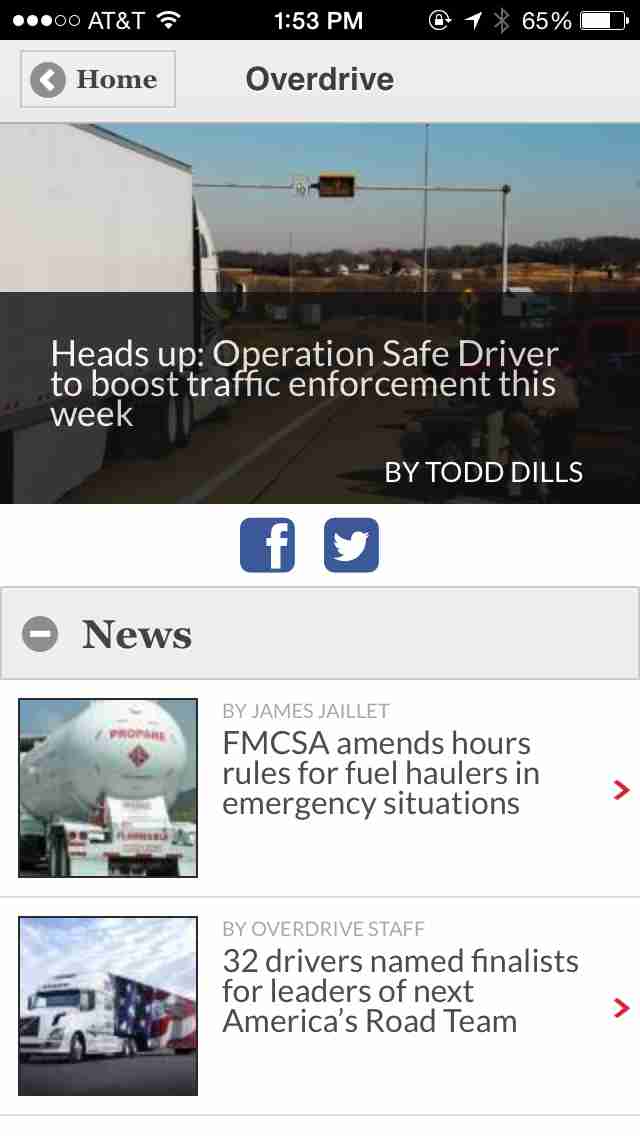 AT&T 1:53 PM 65%
Home Overdrive
Heads up: Operation Safe Driver
to boost traffic enforcement this
week
BY TODD DILLS
News
PROPANE
FLAMMABLE
BY JAMES JAILLET
FMCSA amends hours
rules for fuel haulers in
emergency situations
BY OVERDRIVE STAFF
32 drivers named finalists
for leaders of next
America's Road Team